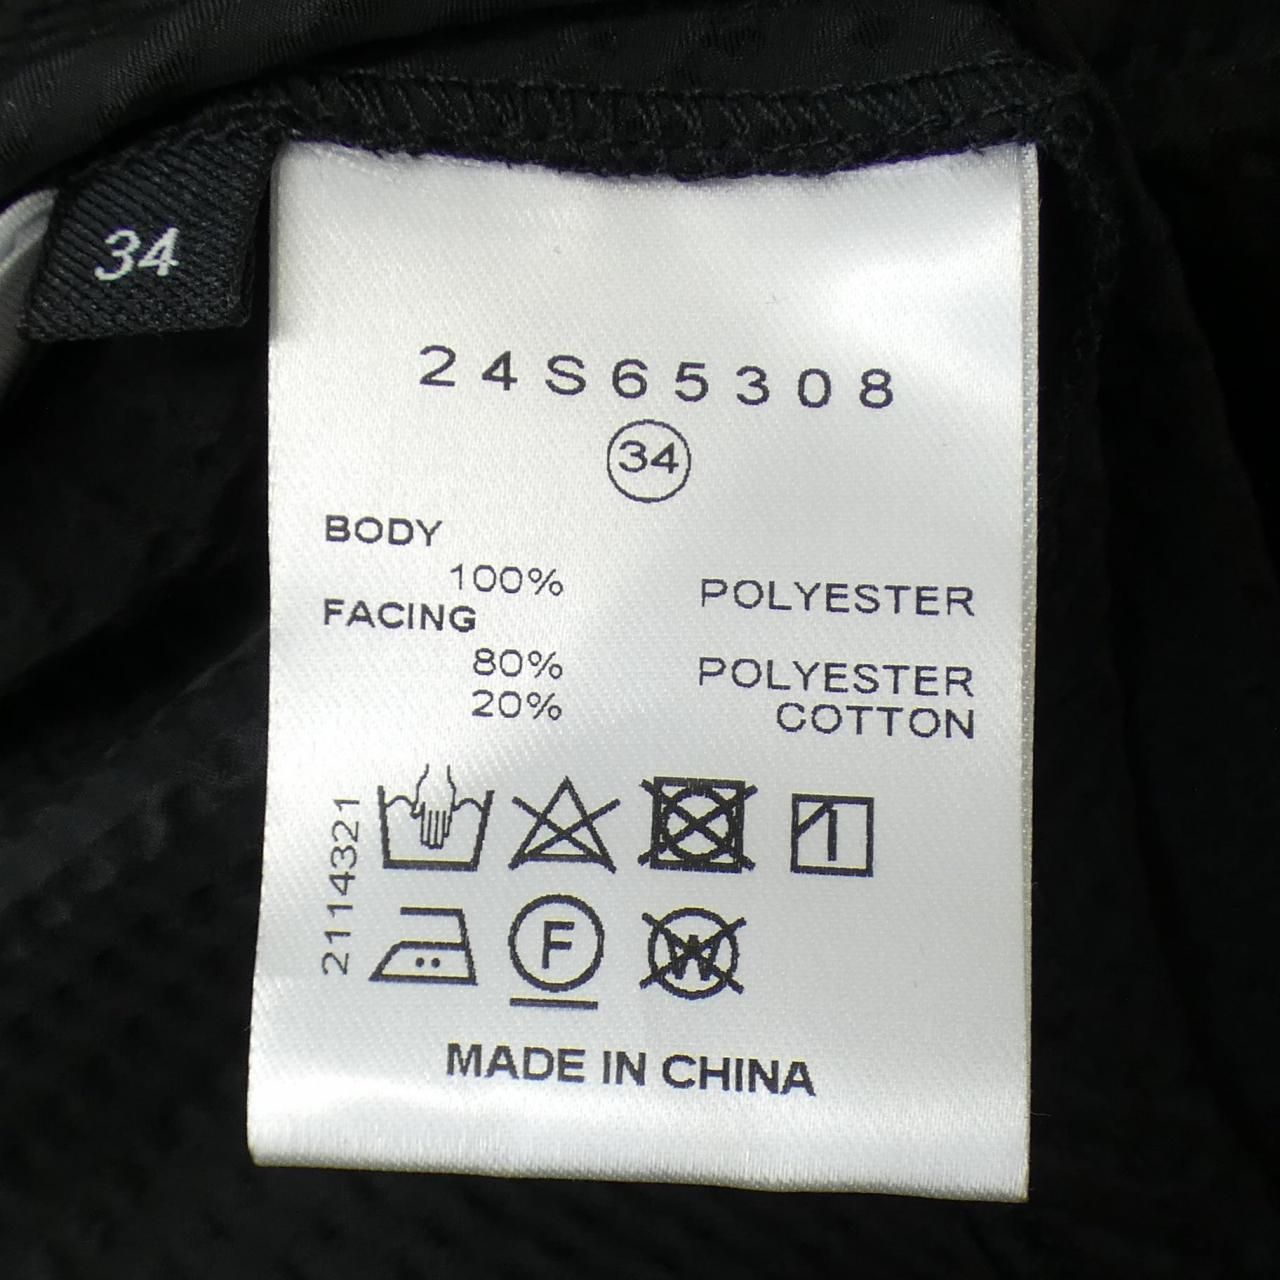 34
24S65308
34
BODY
100% POLYESTER
FACING
80% POLYESTER
20% COTTON
2114321
F
W
MADE IN CHINA